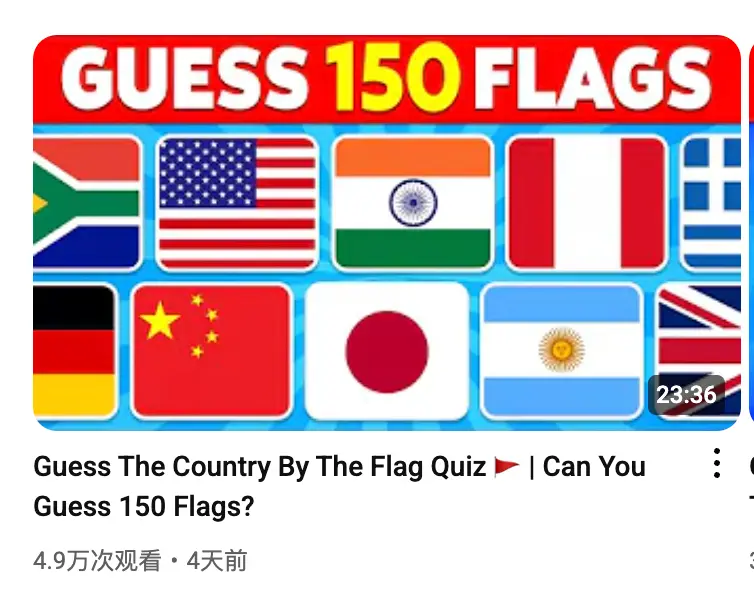 GUESS 150 FLAGS
23:36
Guess The Country By The Flag Quiz 🚩 | Can You
Guess 150 Flags?
4.9万次观看・4天前